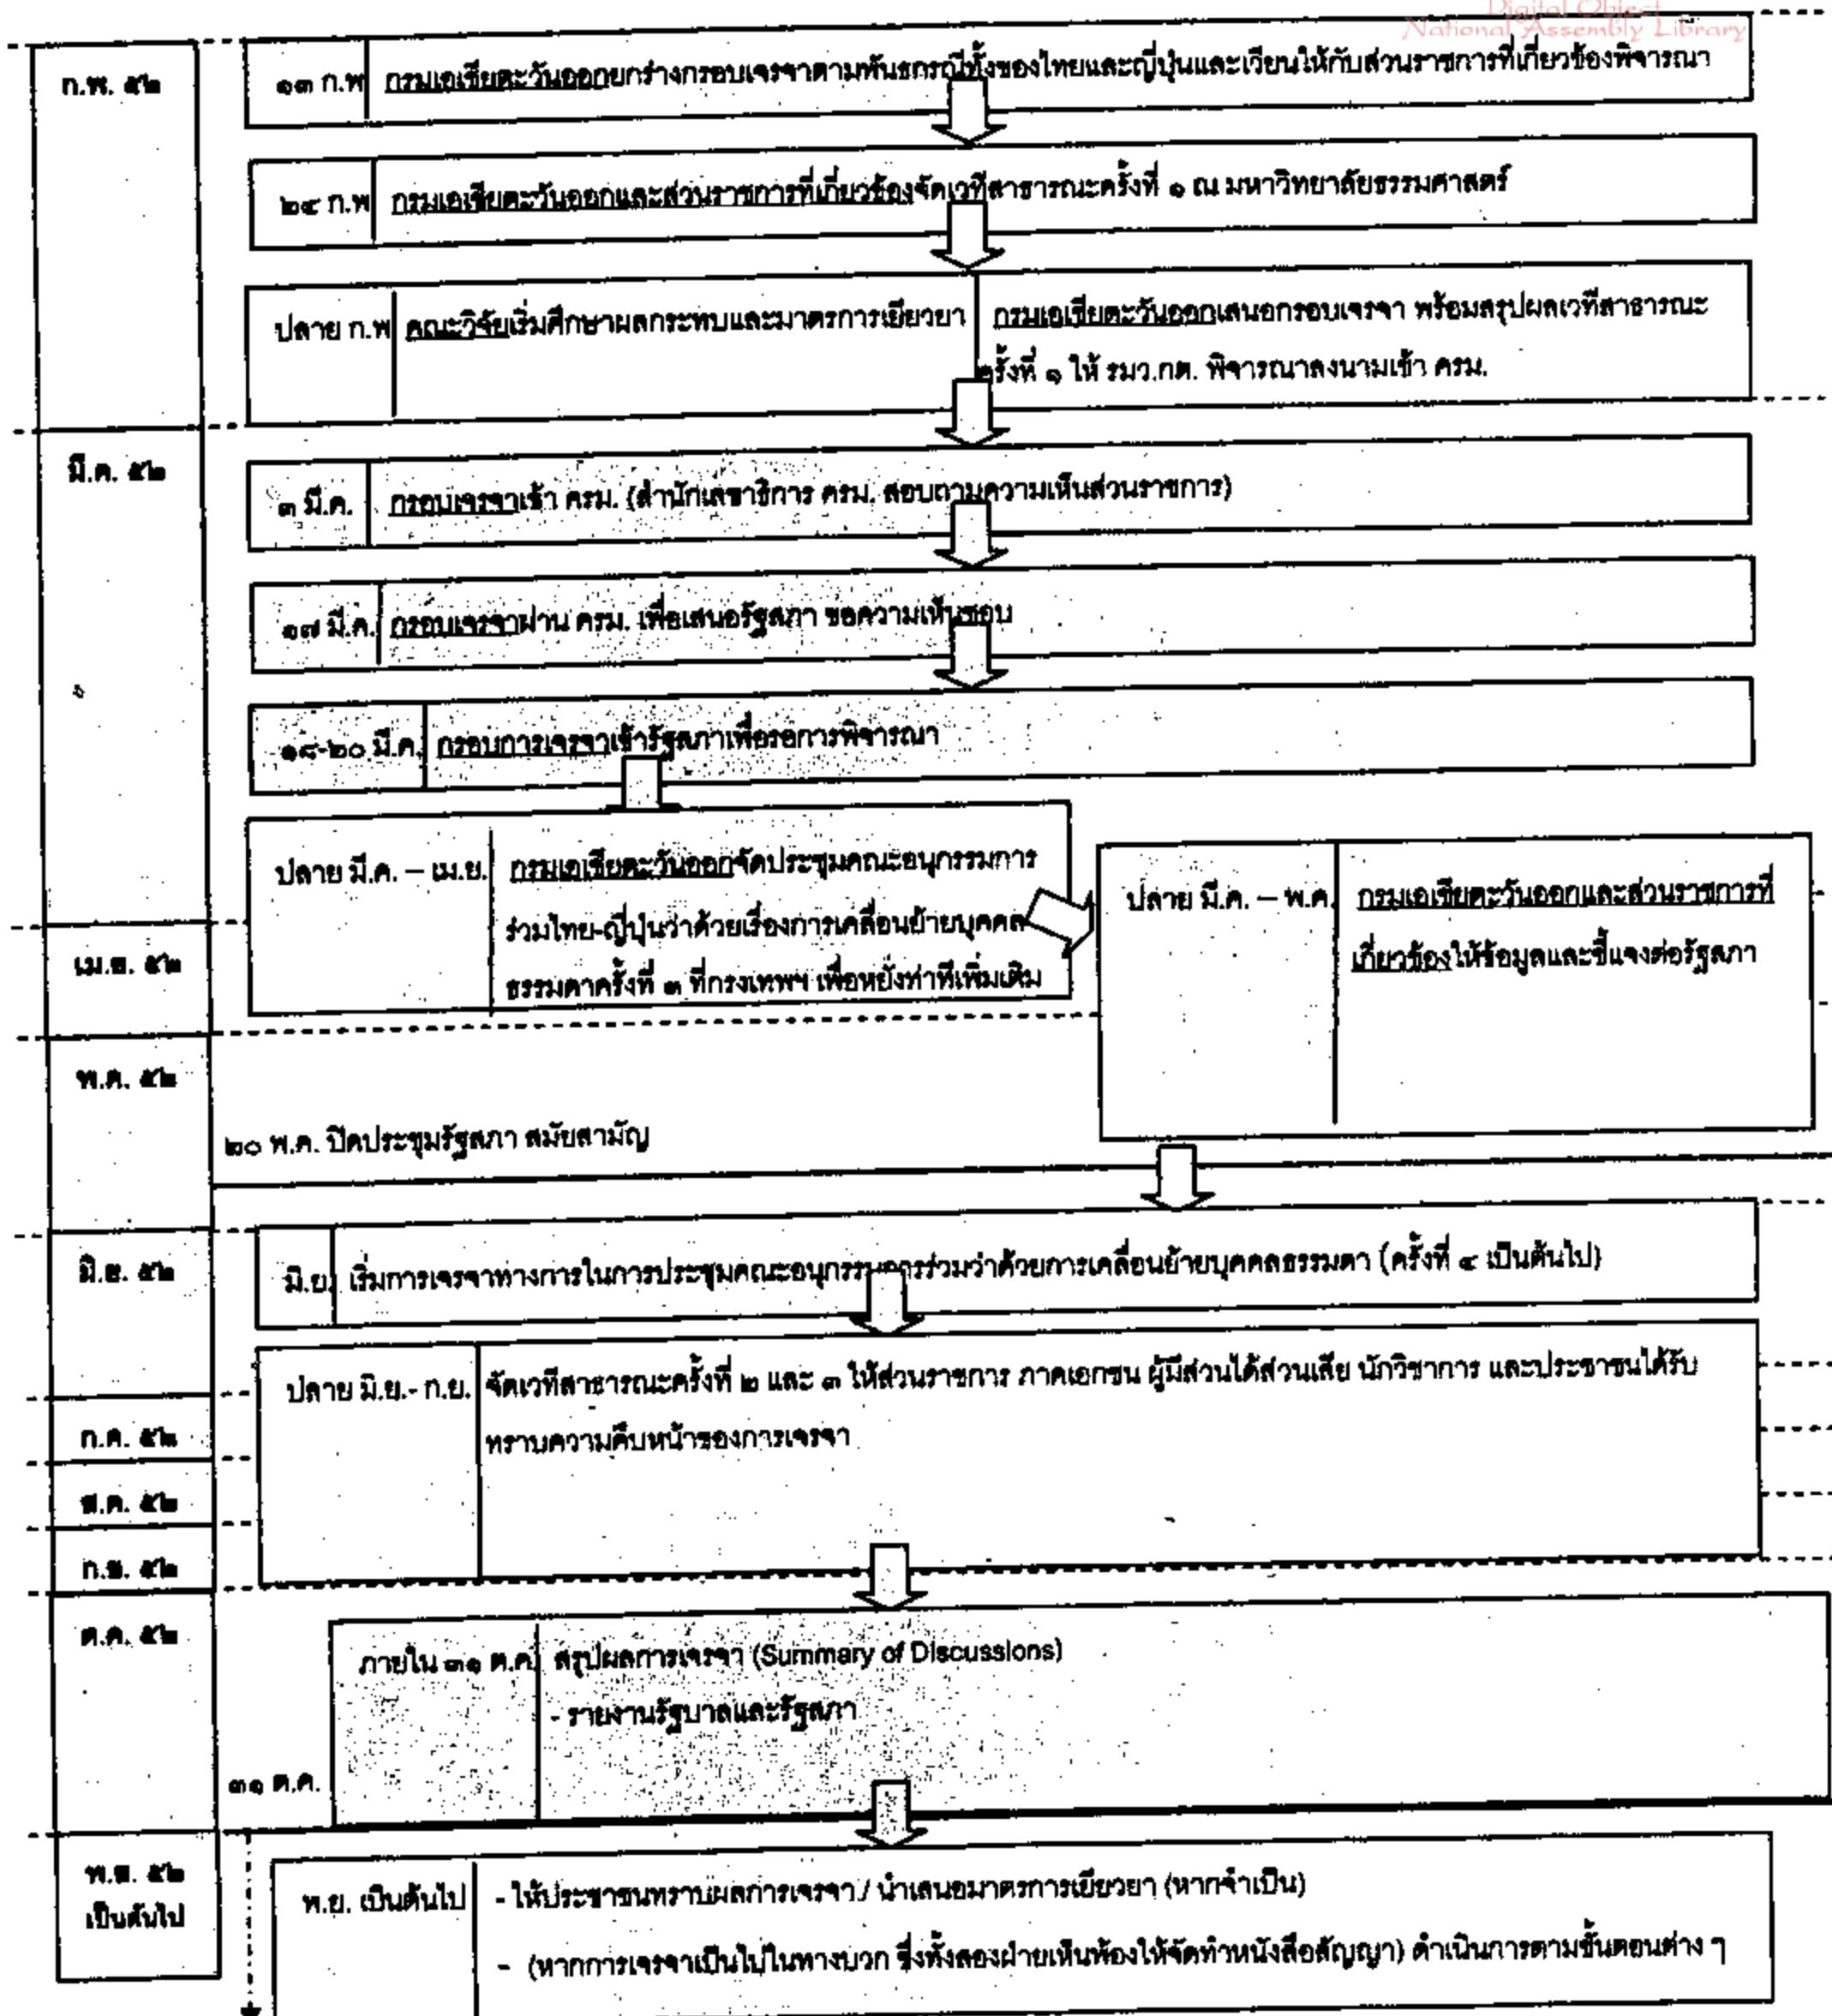 Digital Object
National Assembly Library
ก.พ. ๕๒
๑๓ ก.พ กรมเอเชียตะวันออกยกร่างกรอบเจรจาตามพันธกรณีทั้งของไทยและญี่ปุ่นและเวียนให้กับส่วนราชการที่เกี่ยวข้องพิจารณา
๒๔ ก.พ กรมเอเชียตะวันออกและส่วนราชการที่เกี่ยวข้องจัดเวทีสาธารณะครั้งที่ ๑ ณ มหาวิทยาลัยธรรมศาสตร์
ปลาย ก.พ คณะวิจัยเริ่มศึกษาผลกระทบและมาตรการเยียวยา
กรมเอเชียตะวันออกเสนอกรอบเจรจา พร้อมสรุปผลเวทีสาธารณะ
ครั้งที่ ๑ ให้ รมว.กต. พิจารณาลงนามเข้า ครม.
มี.ค. ๕๒
๓ มี.ค. กรอบเจรจาเข้า ครม. (สำนักเลขาธิการ ครม. สอบถามความเห็นส่วนราชการ)
๑๗ มี.ค. กรอบเจรจาผ่าน ครม. เพื่อเสนอรัฐสภา ขอความเห็นชอบ
๑๘-๒๐ มี.ค. กรอบการเจรจาเข้ารัฐสภาเพื่อรอการพิจารณา
ปลาย มี.ค. – เม.ย. กรมเอเชียตะวันออกจัดประชุมคณะอนุกรรมการ
ร่วมไทย-ญี่ปุ่นว่าด้วยเรื่องการเคลื่อนย้ายบุคคล
ธรรมดาครั้งที่ ๓ ที่กรุงเทพฯ เพื่อหยั่งท่าทีเพิ่มเติม
ปลาย มี.ค. – พ.ค. กรมเอเชียตะวันออกและส่วนราชการที่
เกี่ยวข้องให้ข้อมูลและชี้แจงต่อรัฐสภา
เม.ย. ๕๒
พ.ค. ๕๒
๒๐ พ.ค. ปิดประชุมรัฐสภา สมัยสามัญ
มิ.ย. ๕๒
มิ.ย. เริ่มการเจรจาทางการในการประชุมคณะอนุกรรมการร่วมว่าด้วยการเคลื่อนย้ายบุคคลธรรมดา (ครั้งที่ ๔ เป็นต้นไป)
ปลาย มิ.ย.- ก.ย. จัดเวทีสาธารณะครั้งที่ ๒ และ ๓ ให้ส่วนราชการ ภาคเอกชน ผู้มีส่วนได้ส่วนเสีย นักวิชาการ และประชาชนได้รับ
ทราบความคืบหน้าของการเจรจา
ก.ค. ๕๒
ส.ค. ๕๒
ก.ย. ๕๒
ต.ค. ๕๒
ภายใน ๓๑ ต.ค. สรุปผลการเจรจา (Summary of Discussions)
- รายงานรัฐบาลและรัฐสภา
๓๑ ต.ค.
พ.ย. ๕๒
เป็นต้นไป
พ.ย. เป็นต้นไป - ให้ประชาชนทราบผลการเจรจา / นำเสนอมาตรการเยียวยา (หากจำเป็น)
- (หากการเจรจาเป็นไปในทางบวก ซึ่งทั้งสองฝ่ายเห็นพ้องให้จัดทำหนังสือสัญญา) ดำเนินการตามขั้นตอนต่าง ๆ